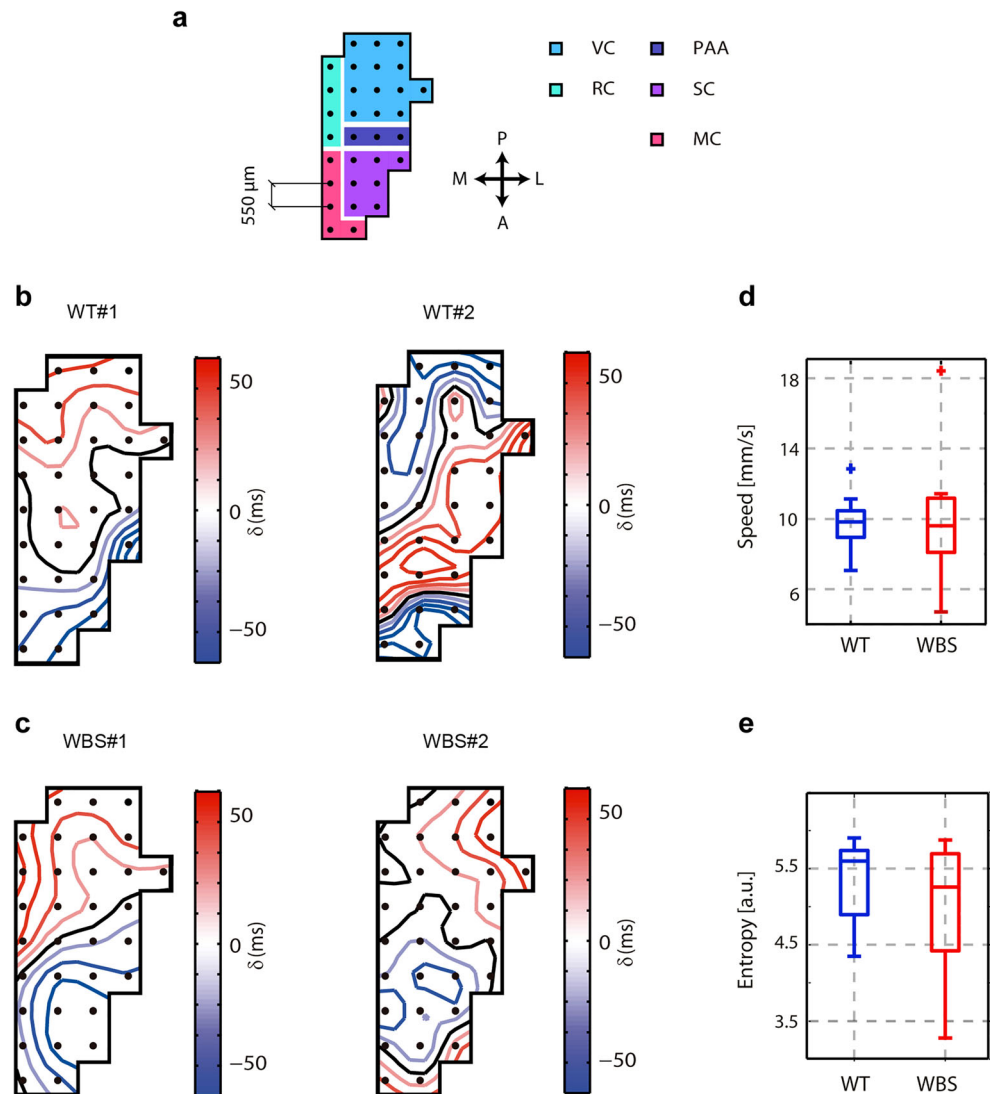 a
VC
PAA
RC
SC
MC
P
M
L
A
550 µm
b
WT#1
WT#2
50
0
−50
δ (ms)
50
0
−50
δ (ms)
d
18
14
10
6
Speed [mm/s]
WT
WBS
c
WBS#1
WBS#2
50
0
−50
δ (ms)
50
0
−50
δ (ms)
e
5.5
4.5
3.5
Entropy [a.u.]
WT
WBS